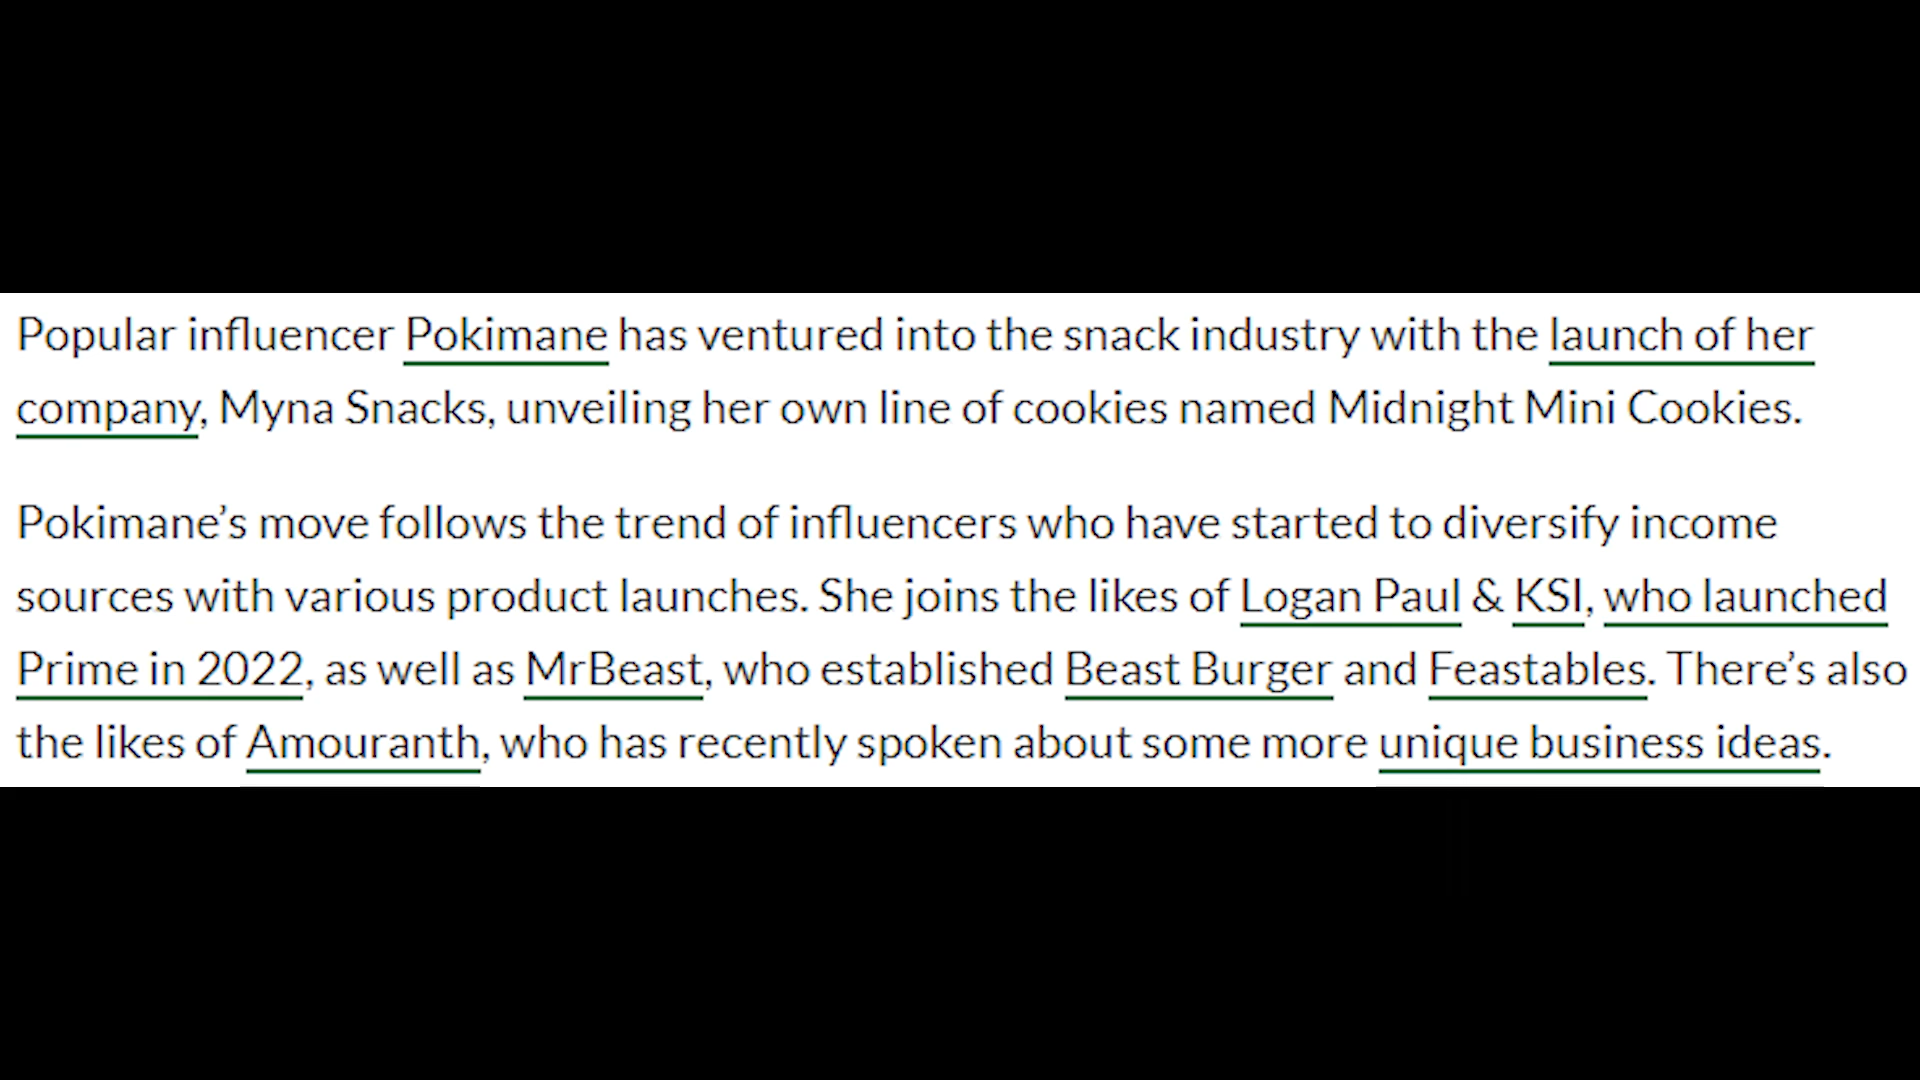 Popular influencer Pokimane has ventured into the snack industry with the launch of her
company, Myna Snacks, unveiling her own line of cookies named Midnight Mini Cookies.
Pokimane’s move follows the trend of influencers who have started to diversify income
sources with various product launches. She joins the likes of Logan Paul & KSI, who launched
Prime in 2022, as well as MrBeast, who established Beast Burger and Feastables. There’s also
the likes of Amouranth, who has recently spoken about some more unique business ideas.